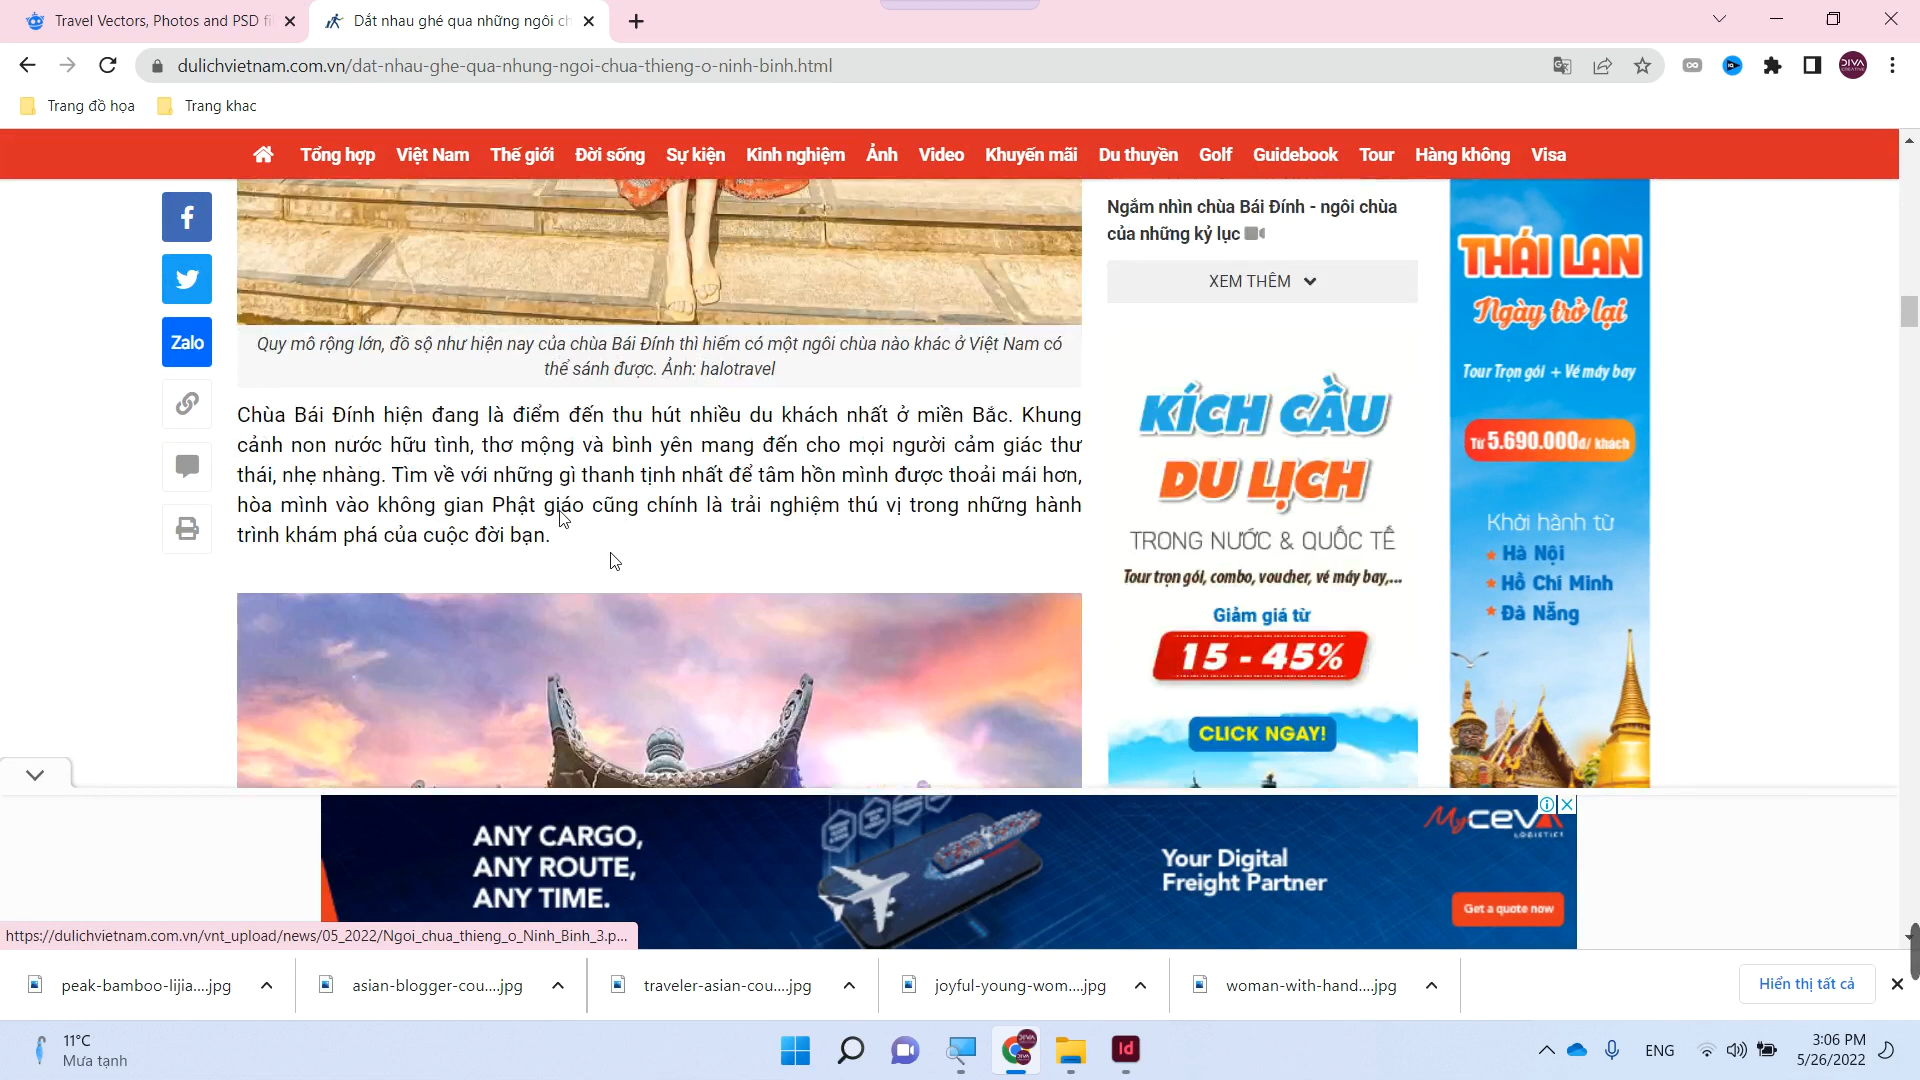 Travel Vectors, Photos and PSD fi
Dắt nhau ghé qua những ngôi ch
dulichvietnam.com.vn/dat-nhau-ghe-qua-nhung-ngoi-chua-thieng-o-ninh-binh.html
Trang đồ họa
Trang khac
Tổng hợp Việt Nam Thế giới Đời sống Sự kiện Kinh nghiệm Ảnh Video Khuyến mãi Du thuyền Golf Guidebook Tour Hàng không Visa
Zalo
Quy mô rộng lớn, đồ sộ như hiện nay của chùa Bái Đính thì hiếm có một ngôi chùa nào khác ở Việt Nam có
thể sánh được. Ảnh: halotravel
Chùa Bái Đính hiện đang là điểm đến thu hút nhiều du khách nhất ở miền Bắc. Khung
cảnh non nước hữu tình, thơ mộng và bình yên mang đến cho mọi người cảm giác thư
thái, nhẹ nhàng. Tìm về với những gì thanh tịnh nhất để tâm hồn mình được thoải mái hơn,
hòa mình vào không gian Phật giáo cũng chính là trải nghiệm thú vị trong những hành
trình khám phá của cuộc đời bạn.
Ngắm nhìn chùa Bái Đính - ngôi chùa
của những kỷ lục
XEM THÊM
KÍCH CẦU
DU LỊCH
TRONG NƯỚC & QUỐC TẾ
Tour trọn gói, combo, voucher, vé máy bay,...
Giảm giá từ
15 - 45%
CLICK NGAY!
THÁI LAN
Ngày trở lại
Tour Trọn gói + Vé máy bay
Từ 5.690.000đ/ khách
Khởi hành từ
Hà Nội
Hồ Chí Minh
Đà Nẵng
ANY CARGO,
ANY ROUTE,
ANY TIME.
Your Digital
Freight Partner
My CEVA
LOGISTICS
Get a quote now
https://dulichvietnam.com.vn/vnt_upload/news/05_2022/Ngoi_chua_thieng_o_Ninh_Binh_3.p...
peak-bamboo-lijia....jpg
asian-blogger-cou....jpg
traveler-asian-cou....jpg
joyful-young-wom....jpg
woman-with-hand....jpg
Hiển thị tất cả
11°C
Mưa tạnh
Id
ENG
3:06 PM
5/26/2022